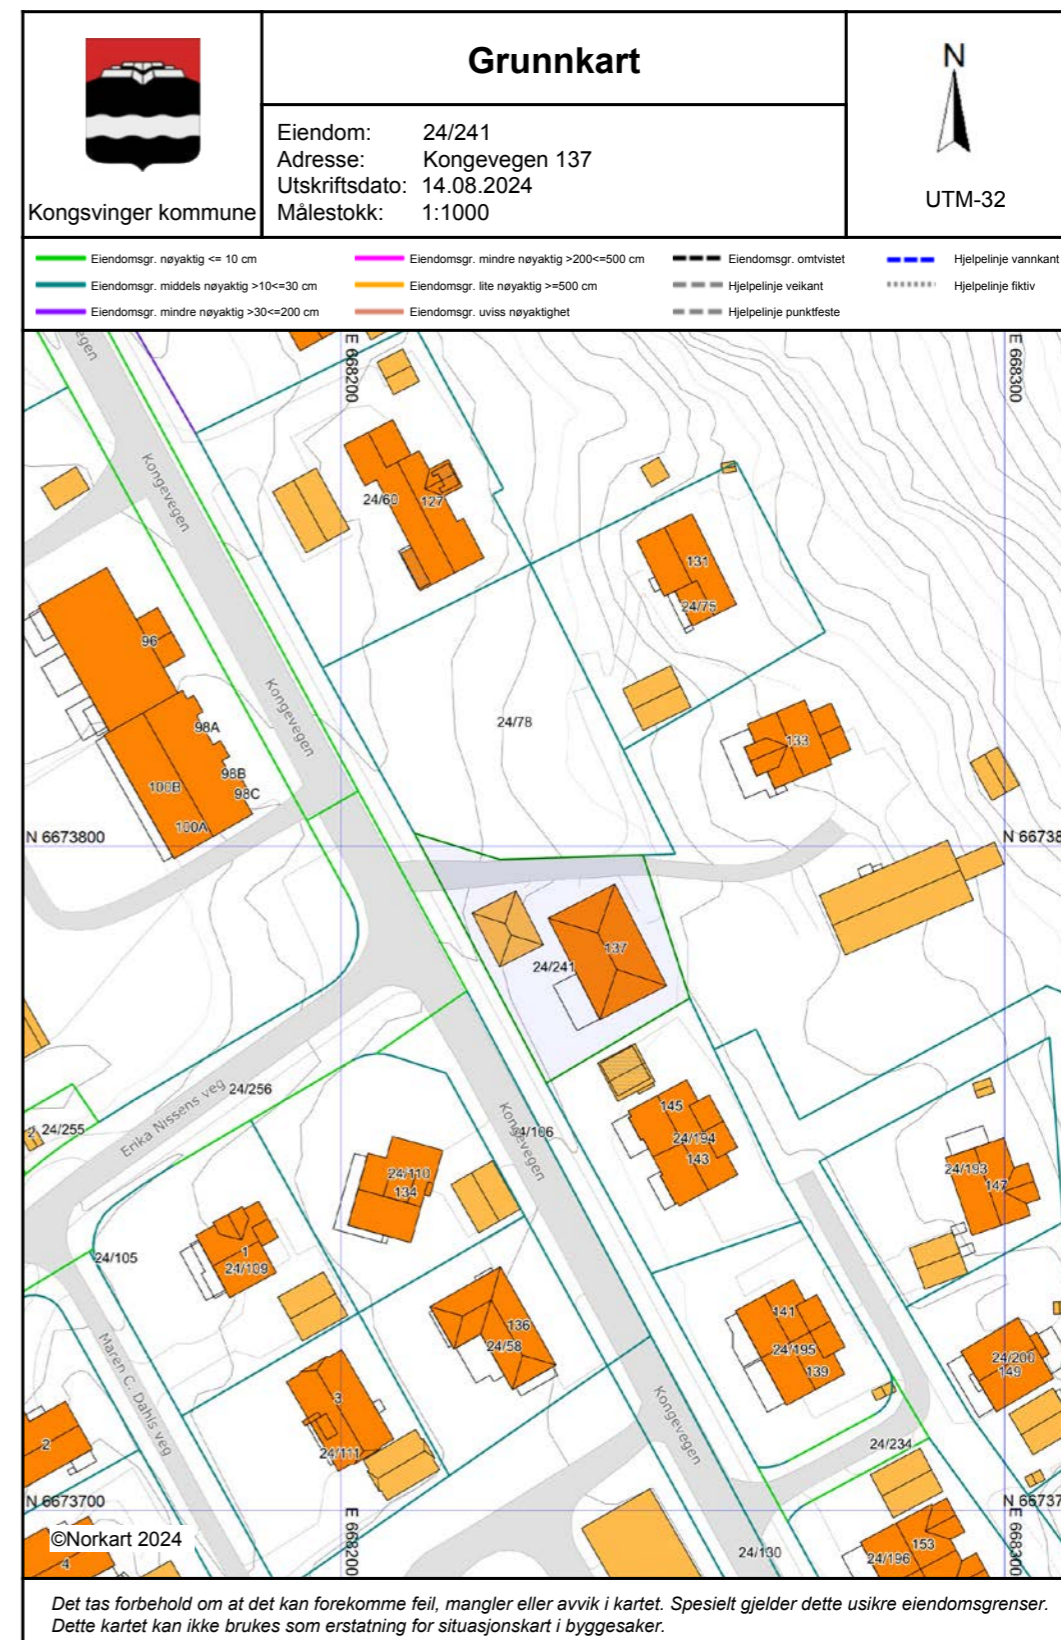 Grunnkart
Kongsvinger kommune
Eiendom: 24/241
Adresse: Kongevegen 137
Utskriftsdato: 14.08.2024
Målestokk: 1:1000
N
UTM-32
Eiendomsgr. nøyaktig <= 10 cm
Eiendomsgr. middels nøyaktig >10<=30 cm
Eiendomsgr. mindre nøyaktig >30<=200 cm
Eiendomsgr. mindre nøyaktig >200<=500 cm
Eiendomsgr. lite nøyaktig >=500 cm
Eiendomsgr. uviss nøyaktighet
Eiendomsgr. omtvistet
Hjelpelinje veikant
Hjelpelinje punktfeste
Hjelpelinje vannkant
Hjelpelinje fiktiv
egen
E 668200
E 668300
Kongevegen
24/60
127
131
24/75
96
Kongevegen
98A
24/78
133
98B
100B
98C
100A
N 6673800
N 66738
137
24/241
24/256
Erika Nissens veg
2
24/255
Kongevegen
24/106
145
24/194
143
24/110
134
24/193
147
24/105
1
24/109
136
24/58
141
24/195
139
24/200
149
Maren C. Dahls veg
3
24/111
Kongevegen
2
24/234
N 6673700
N 66737
E 668200
E 668300
©Norkart 2024
4
24/130
153
24/196
Det tas forbehold om at det kan forekomme feil, mangler eller avvik i kartet. Spesielt gjelder dette usikre eiendomsgrenser.
Dette kartet kan ikke brukes som erstatning for situasjonskart i byggesaker.